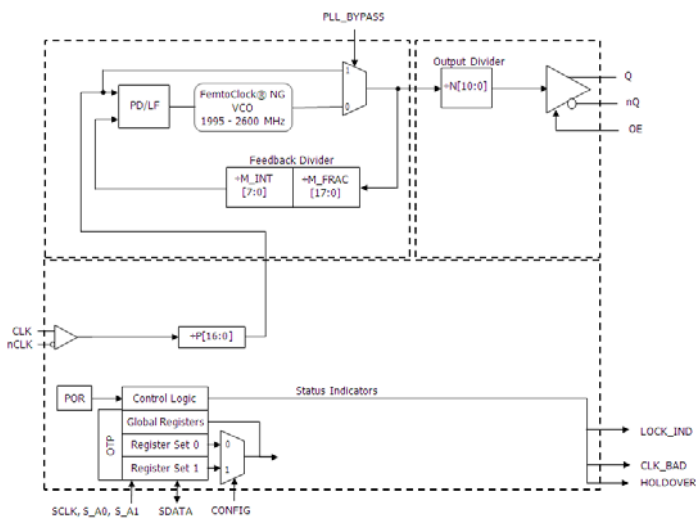 PLL_BYPASS
Output Divider
÷N[10:0]
Q
nQ
OE
1
0
PD/LF
FemtoClock® NG
VCO
1995 - 2600 MHz
Feedback Divider
÷M_INT
[7:0]
÷M_FRAC
[17:0]
CLK
nCLK
÷P[16:0]
POR
Control Logic
Status Indicators
Global Registers
OTP
Register Set 0
0
Register Set 1
1
LOCK_IND
CLK_BAD
HOLDOVER
SCLK, S_A0, S_A1
SDATA
CONFIG